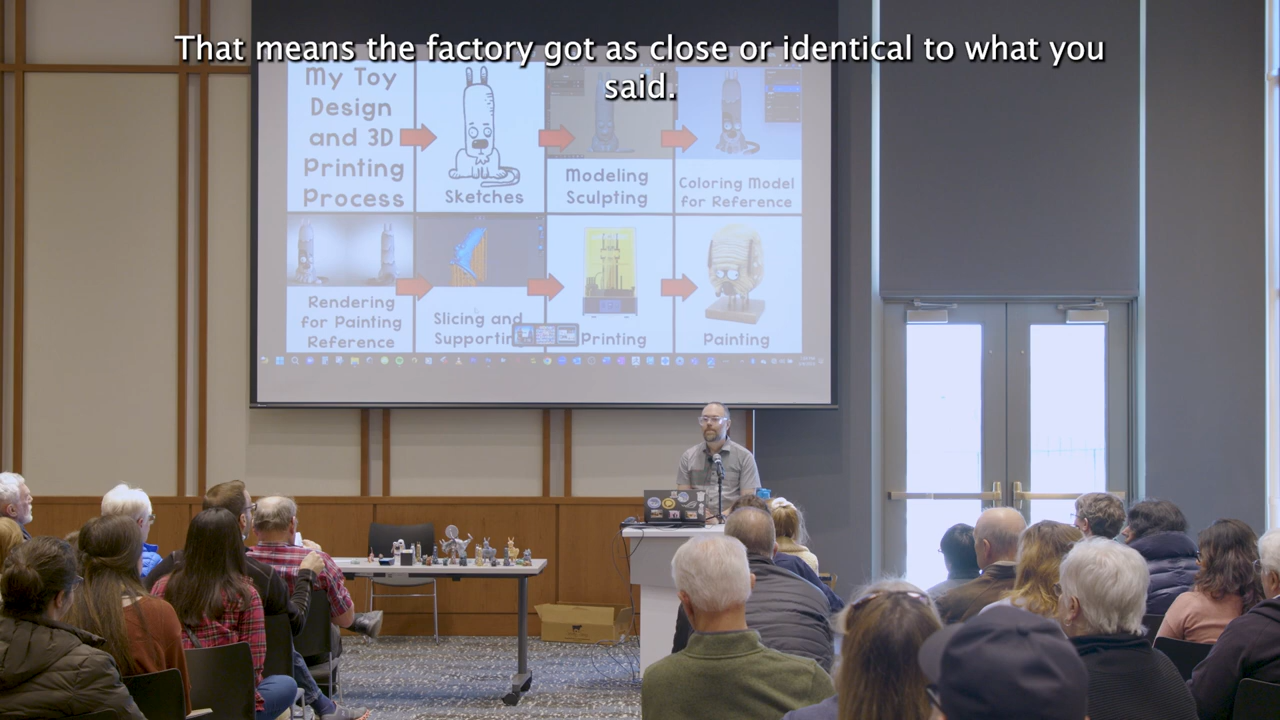 That means the factory got as close or identical to what you
said.
My Toy
Design
and 3D
Printing
Process
Sketches
Modeling
Sculpting
Coloring Model
for Reference
Rendering
for Painting
Reference
Slicing and
Printing
Painting